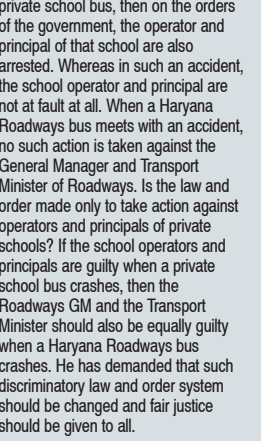 private school bus, then on the orders
of the government, the operator and
principal of that school are also
arrested. Whereas in such an accident,
the school operator and principal are
not at fault at all. When a Haryana
Roadways bus meets with an accident,
no such action is taken against the
General Manager and Transport
Minister of Roadways. Is the law and
order made only to take action against
operators and principals of private
schools? If the school operators and
principals are guilty when a private
school bus crashes, then the
Roadways GM and the Transport
Minister should also be equally guilty
when a Haryana Roadways bus
crashes. He has demanded that such
discriminatory law and order system
should be changed and fair justice
should be given to all.